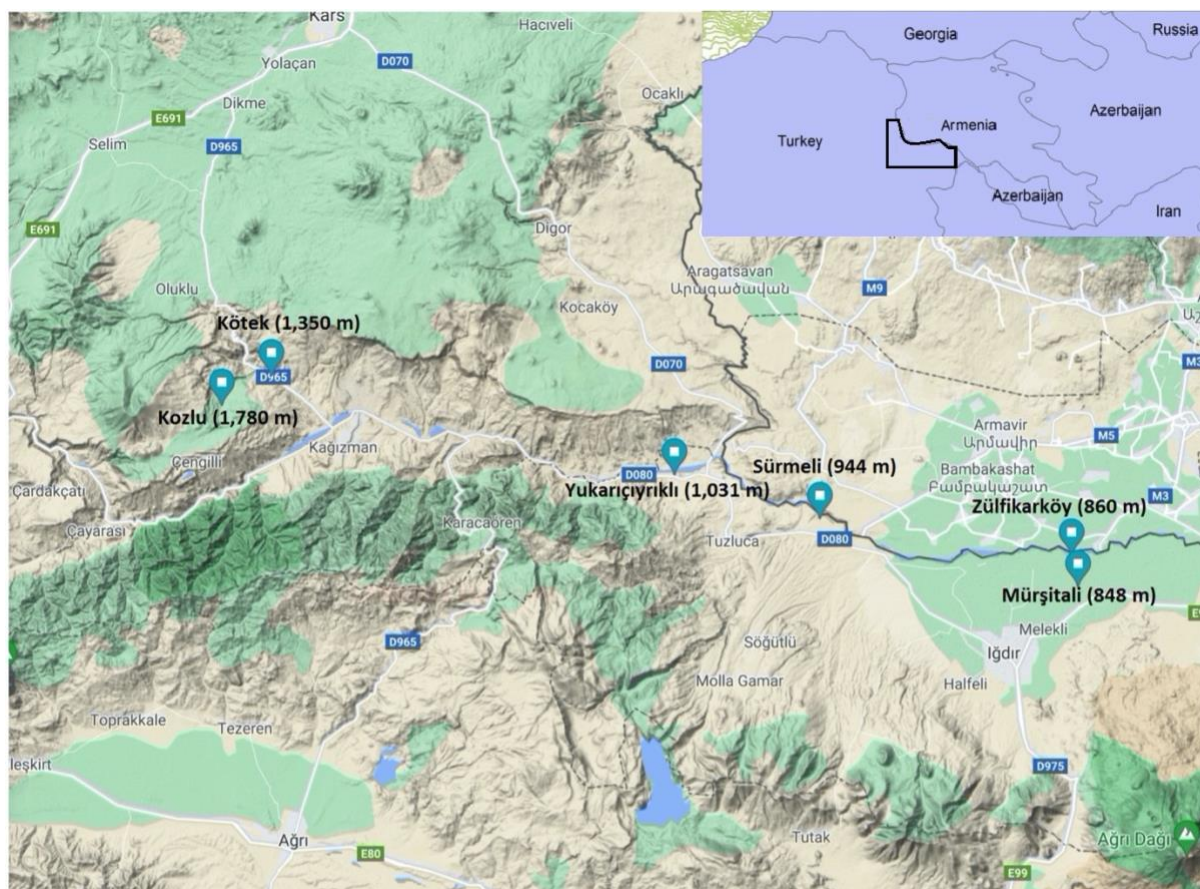 Kars
Hacıveli
Georgia
Russia
Yolaçan
D070
Dikme
Ocaklı
Azerbaijan
E691
Armenia
Selim
D965
Turkey
Azerbaijan
Iran
E691
Digor
Aragatsavan
Արագածավան
Oluklu
M9
Kocaköy
Kötek (1,350 m)
D070
D965
Kozlu (1,780 m)
Armavir
Արմավիր
M5
Kağızman
Çengilli
Sürmeli (944 m)
Bambakashat
Բամբակաշատ
D080
Çardakçatı
Yukarıçıyrıklı (1,031 m)
M3
Zülfikarköy (860 m)
Karacaören
Çayarası
Tuzluca
D080
Mürşitali (848 m)
Melekli
D965
Söğütlü
Iğdır
Molla Gamar
Halfeli
Toprakkale
Tezeren
leşkirt
D975
Ağrı
Tutak
Ağrı Dağı
E80
E99